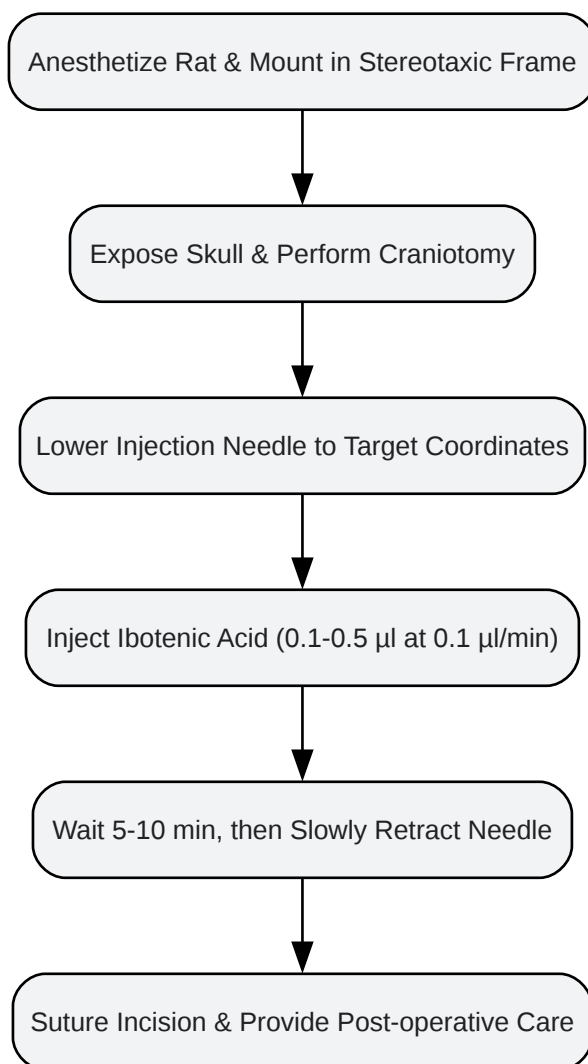 Anesthetize Rat & Mount in Stereotaxic Frame
Expose Skull & Perform Craniotomy
Lower Injection Needle to Target Coordinates
Inject Ibotenic Acid (0.1-0.5 µl at 0.1 µl/min)
Wait 5-10 min, then Slowly Retract Needle
Suture Incision & Provide Post-operative Care